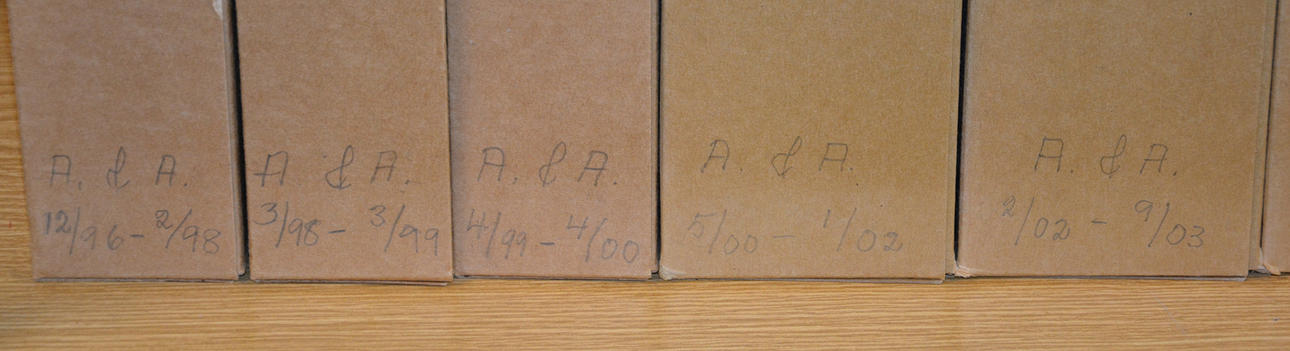 A. & A.
12/96 - 2/98
A & A.
3/98 - 3/99
A. & A.
4/99 - 4/00
A. & A.
5/00 - 1/02
A. & A.
2/02 - 9/03